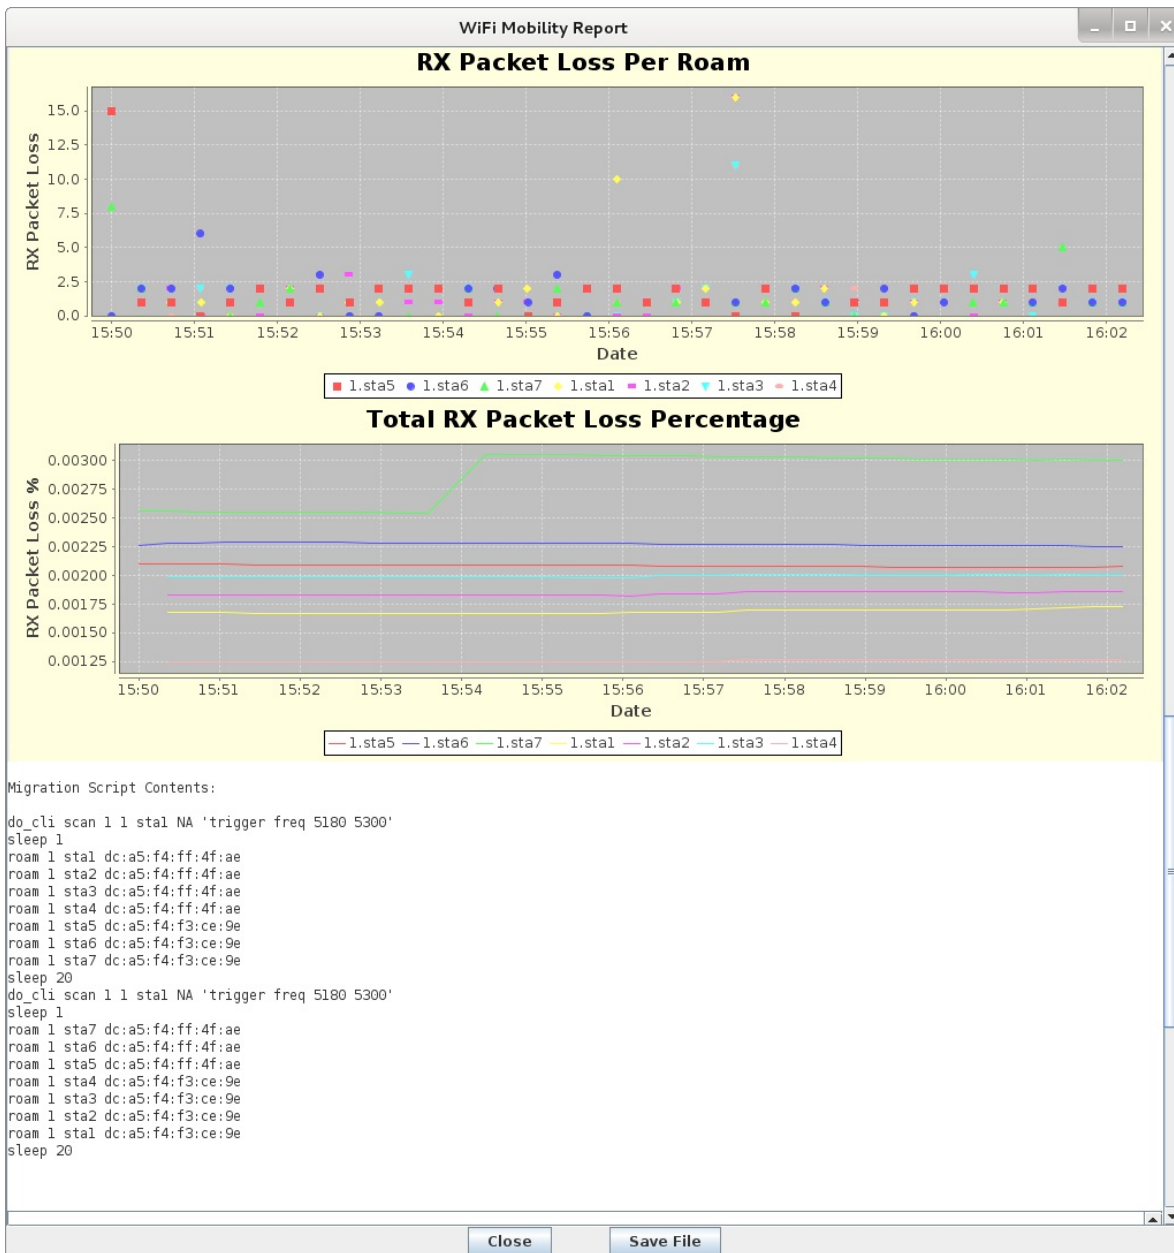 WiFi Mobility Report
RX Packet Loss Per Roam
RX Packet Loss
15.0
12.5
10.0
7.5
5.0
2.5
0.0
15:50 15:51 15:52 15:53 15:54 15:55 15:56 15:57 15:58 15:59 16:00 16:01 16:02
Date
1.sta5 1.sta6 1.sta7 1.sta1 1.sta2 1.sta3 1.sta4
Total RX Packet Loss Percentage
RX Packet Loss %
0.00300
0.00275
0.00250
0.00225
0.00200
0.00175
0.00150
0.00125
15:50 15:51 15:52 15:53 15:54 15:55 15:56 15:57 15:58 15:59 16:00 16:01 16:02
Date
1.sta5 1.sta6 1.sta7 1.sta1 1.sta2 1.sta3 1.sta4
Migration Script Contents:
do_cli scan 1 1 sta1 NA 'trigger freq 5180 5300'
sleep 1
roam 1 sta1 dc:a5:f4:ff:4f:ae
roam 1 sta2 dc:a5:f4:ff:4f:ae
roam 1 sta3 dc:a5:f4:ff:4f:ae
roam 1 sta4 dc:a5:f4:ff:4f:ae
roam 1 sta5 dc:a5:f4:f3:ce:9e
roam 1 sta6 dc:a5:f4:f3:ce:9e
roam 1 sta7 dc:a5:f4:f3:ce:9e
sleep 20
do_cli scan 1 1 sta1 NA 'trigger freq 5180 5300'
sleep 1
roam 1 sta7 dc:a5:f4:ff:4f:ae
roam 1 sta6 dc:a5:f4:ff:4f:ae
roam 1 sta5 dc:a5:f4:ff:4f:ae
roam 1 sta4 dc:a5:f4:f3:ce:9e
roam 1 sta3 dc:a5:f4:f3:ce:9e
roam 1 sta2 dc:a5:f4:f3:ce:9e
roam 1 sta1 dc:a5:f4:f3:ce:9e
sleep 20
Close Save File